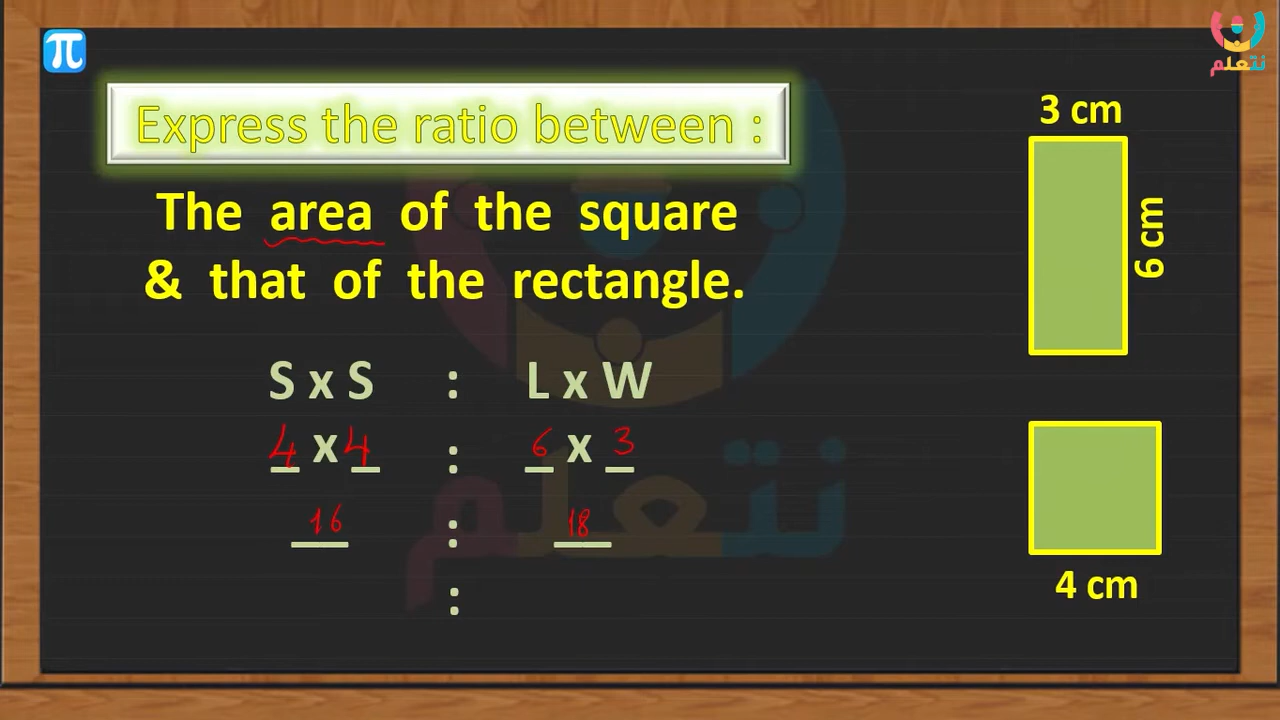 π
نتعلم
Express the ratio between :
The area of the square
& that of the rectangle.
S x S : L x W
4 x 4 : 6 x 3
16 : 18
:
3 cm
6 cm
4 cm
نتعلم